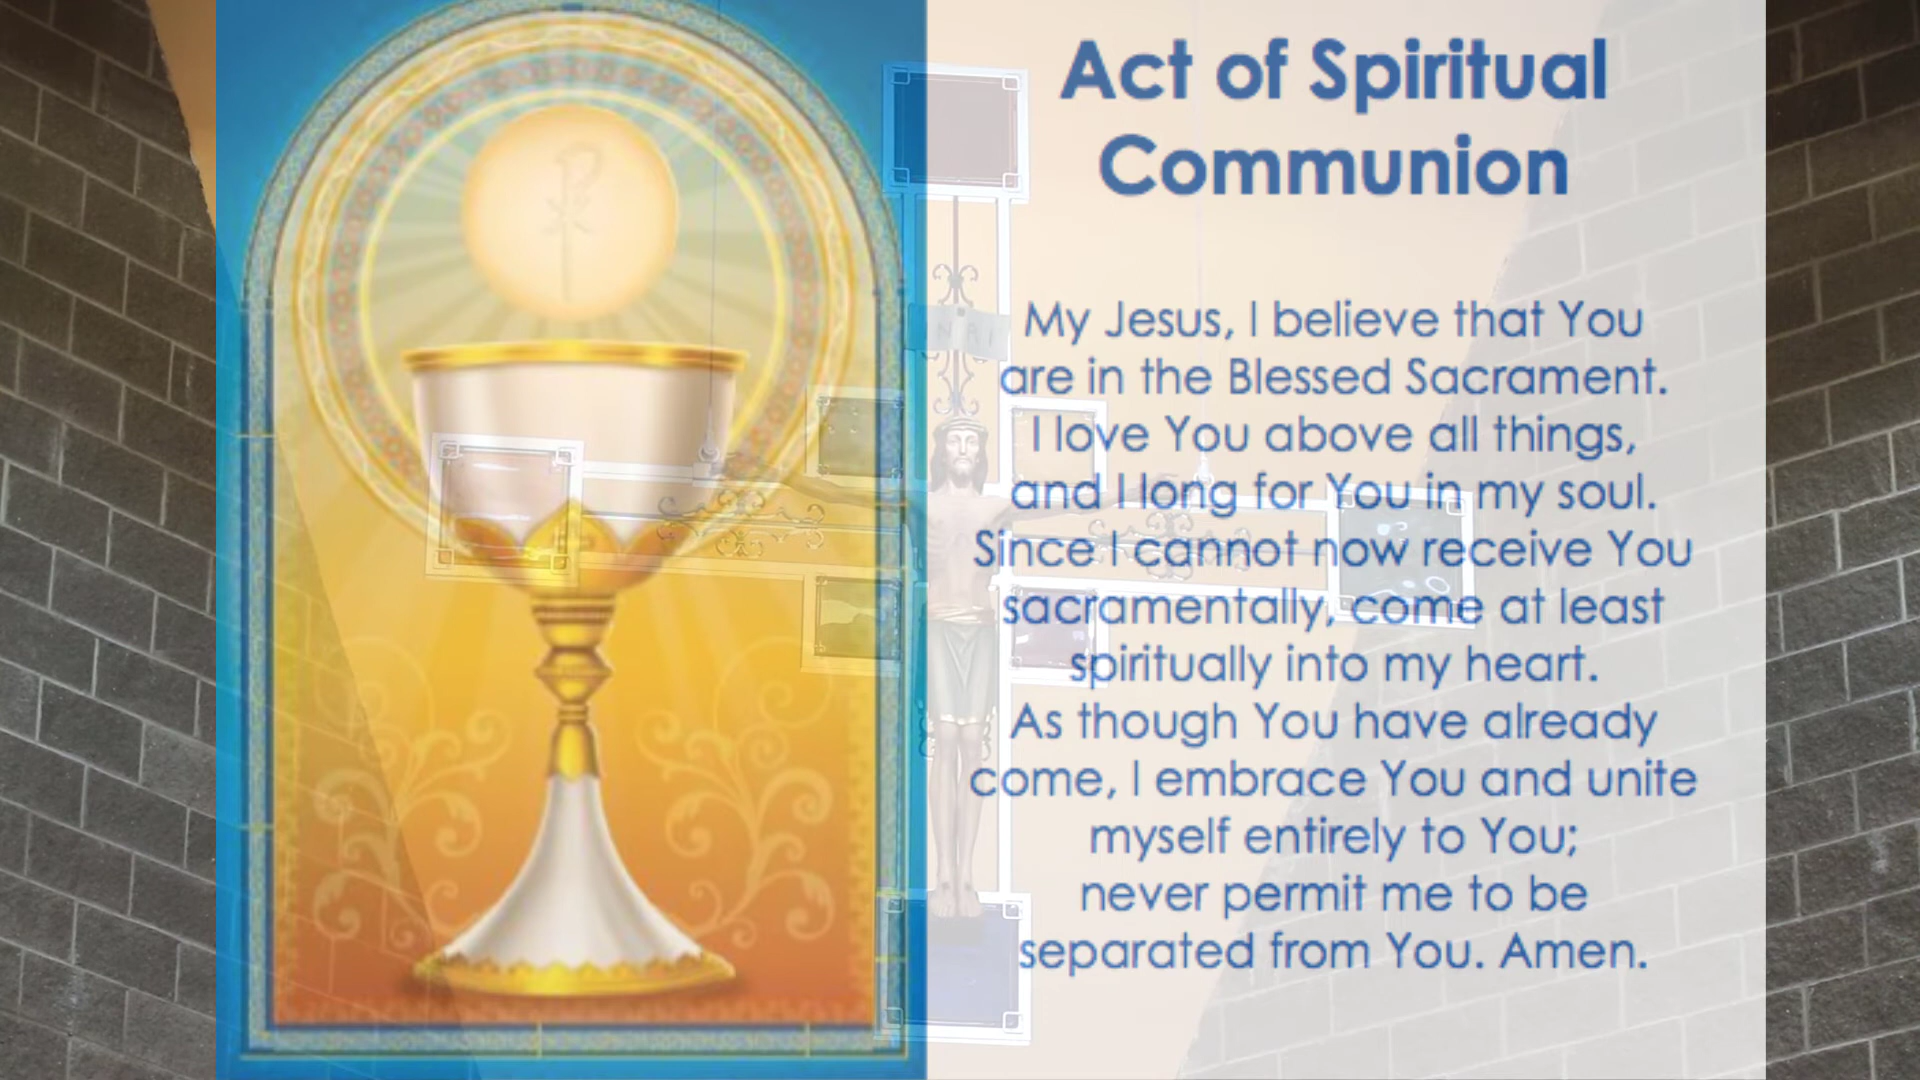 Act of Spiritual
Communion
My Jesus, I believe that You
are in the Blessed Sacrament.
I love You above all things,
and I long for You in my soul.
Since I cannot now receive You
sacramentally, come at least
spiritually into my heart.
As though You have already
come, I embrace You and unite
myself entirely to You;
never permit me to be
separated from You. Amen.